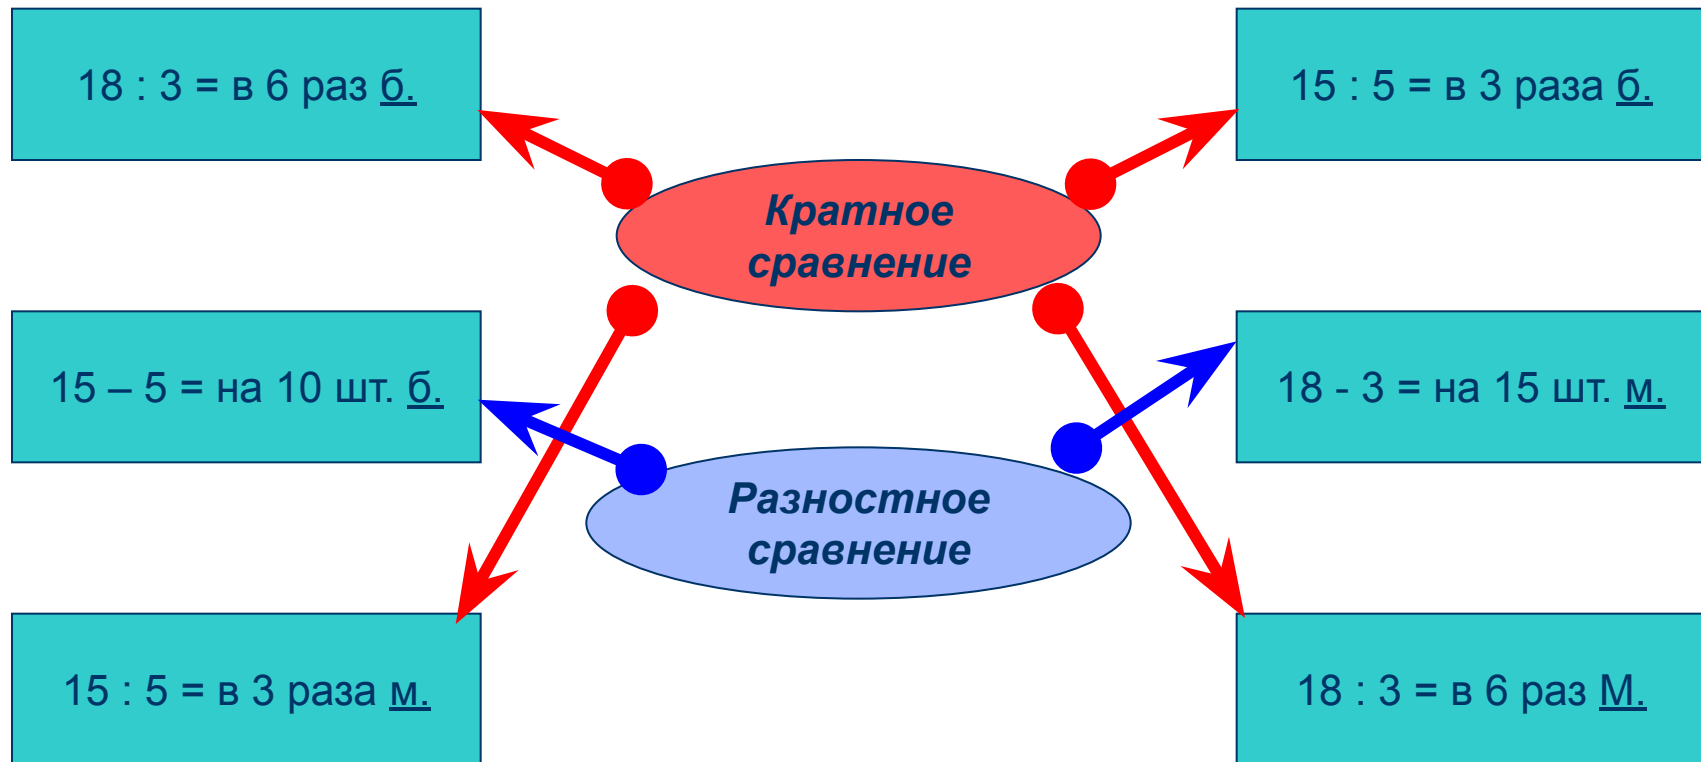 18 : 3 = в 6 раз б.
15 : 5 = в 3 раза б.
Кратное
сравнение
15 – 5 = на 10 шт. б.
18 - 3 = на 15 шт. м.
Разностное
сравнение
15 : 5 = в 3 раза м.
18 : 3 = в 6 раз М.